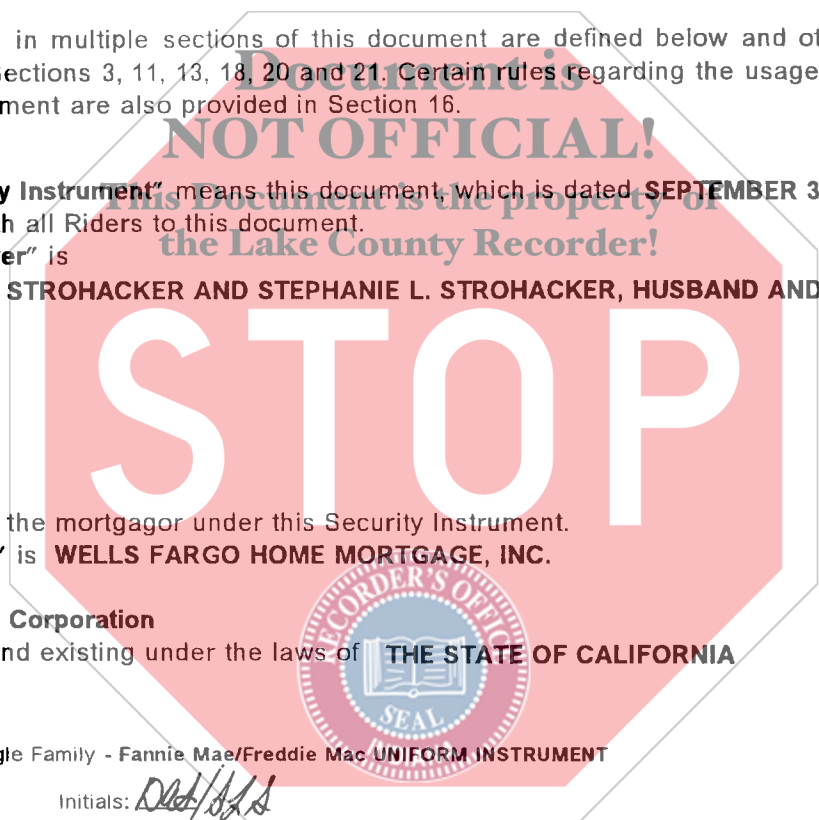 in multiple sections of this document are defined below and ot
ections 3, 11, 13, 18, 20 and 21. Certain rules regarding the usage
ment are also provided in Section 16.
Document is
NOT OFFICIAL!
This Document is the property of
the Lake County Recorder!
y Instrument" means this document, which is dated SEPTEMBER 3
h all Riders to this document.
er" is
STROHACKER AND STEPHANIE L. STROHACKER, HUSBAND AND
STOP
the mortgagor under this Security Instrument.
" is WELLS FARGO HOME MORTGAGE, INC.
Corporation
nd existing under the laws of THE STATE OF CALIFORNIA
RECORDER'S OFFIC
SEAL
INDIANA
gle Family - Fannie Mae/Freddie Mac UNIFORM INSTRUMENT
Initials: